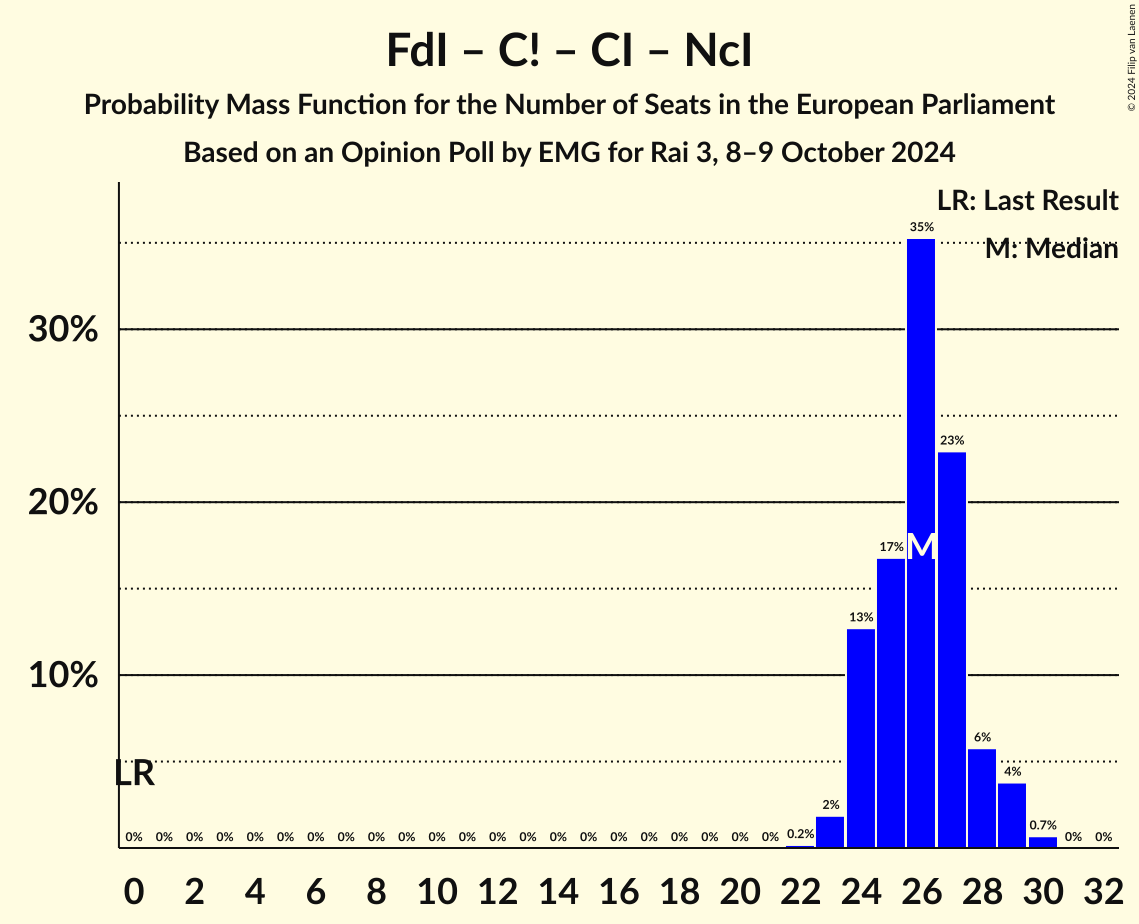 FdI – C! – CI – NcI
Probability Mass Function for the Number of Seats in the European Parliament
Based on an Opinion Poll by EMG for Rai 3, 8–9 October 2024
© 2024 Filip van Laenen
LR: Last Result
M: Median
30%
20%
10%
LR
M
0% 0% 0% 0% 0% 0% 0% 0% 0% 0% 0% 0% 0% 0% 0% 0% 0% 0% 0% 0% 0% 0% 0.2% 2% 13% 17% 35% 23% 6% 4% 0.7% 0% 0%
0 2 4 6 8 10 12 14 16 18 20 22 24 26 28 30 32